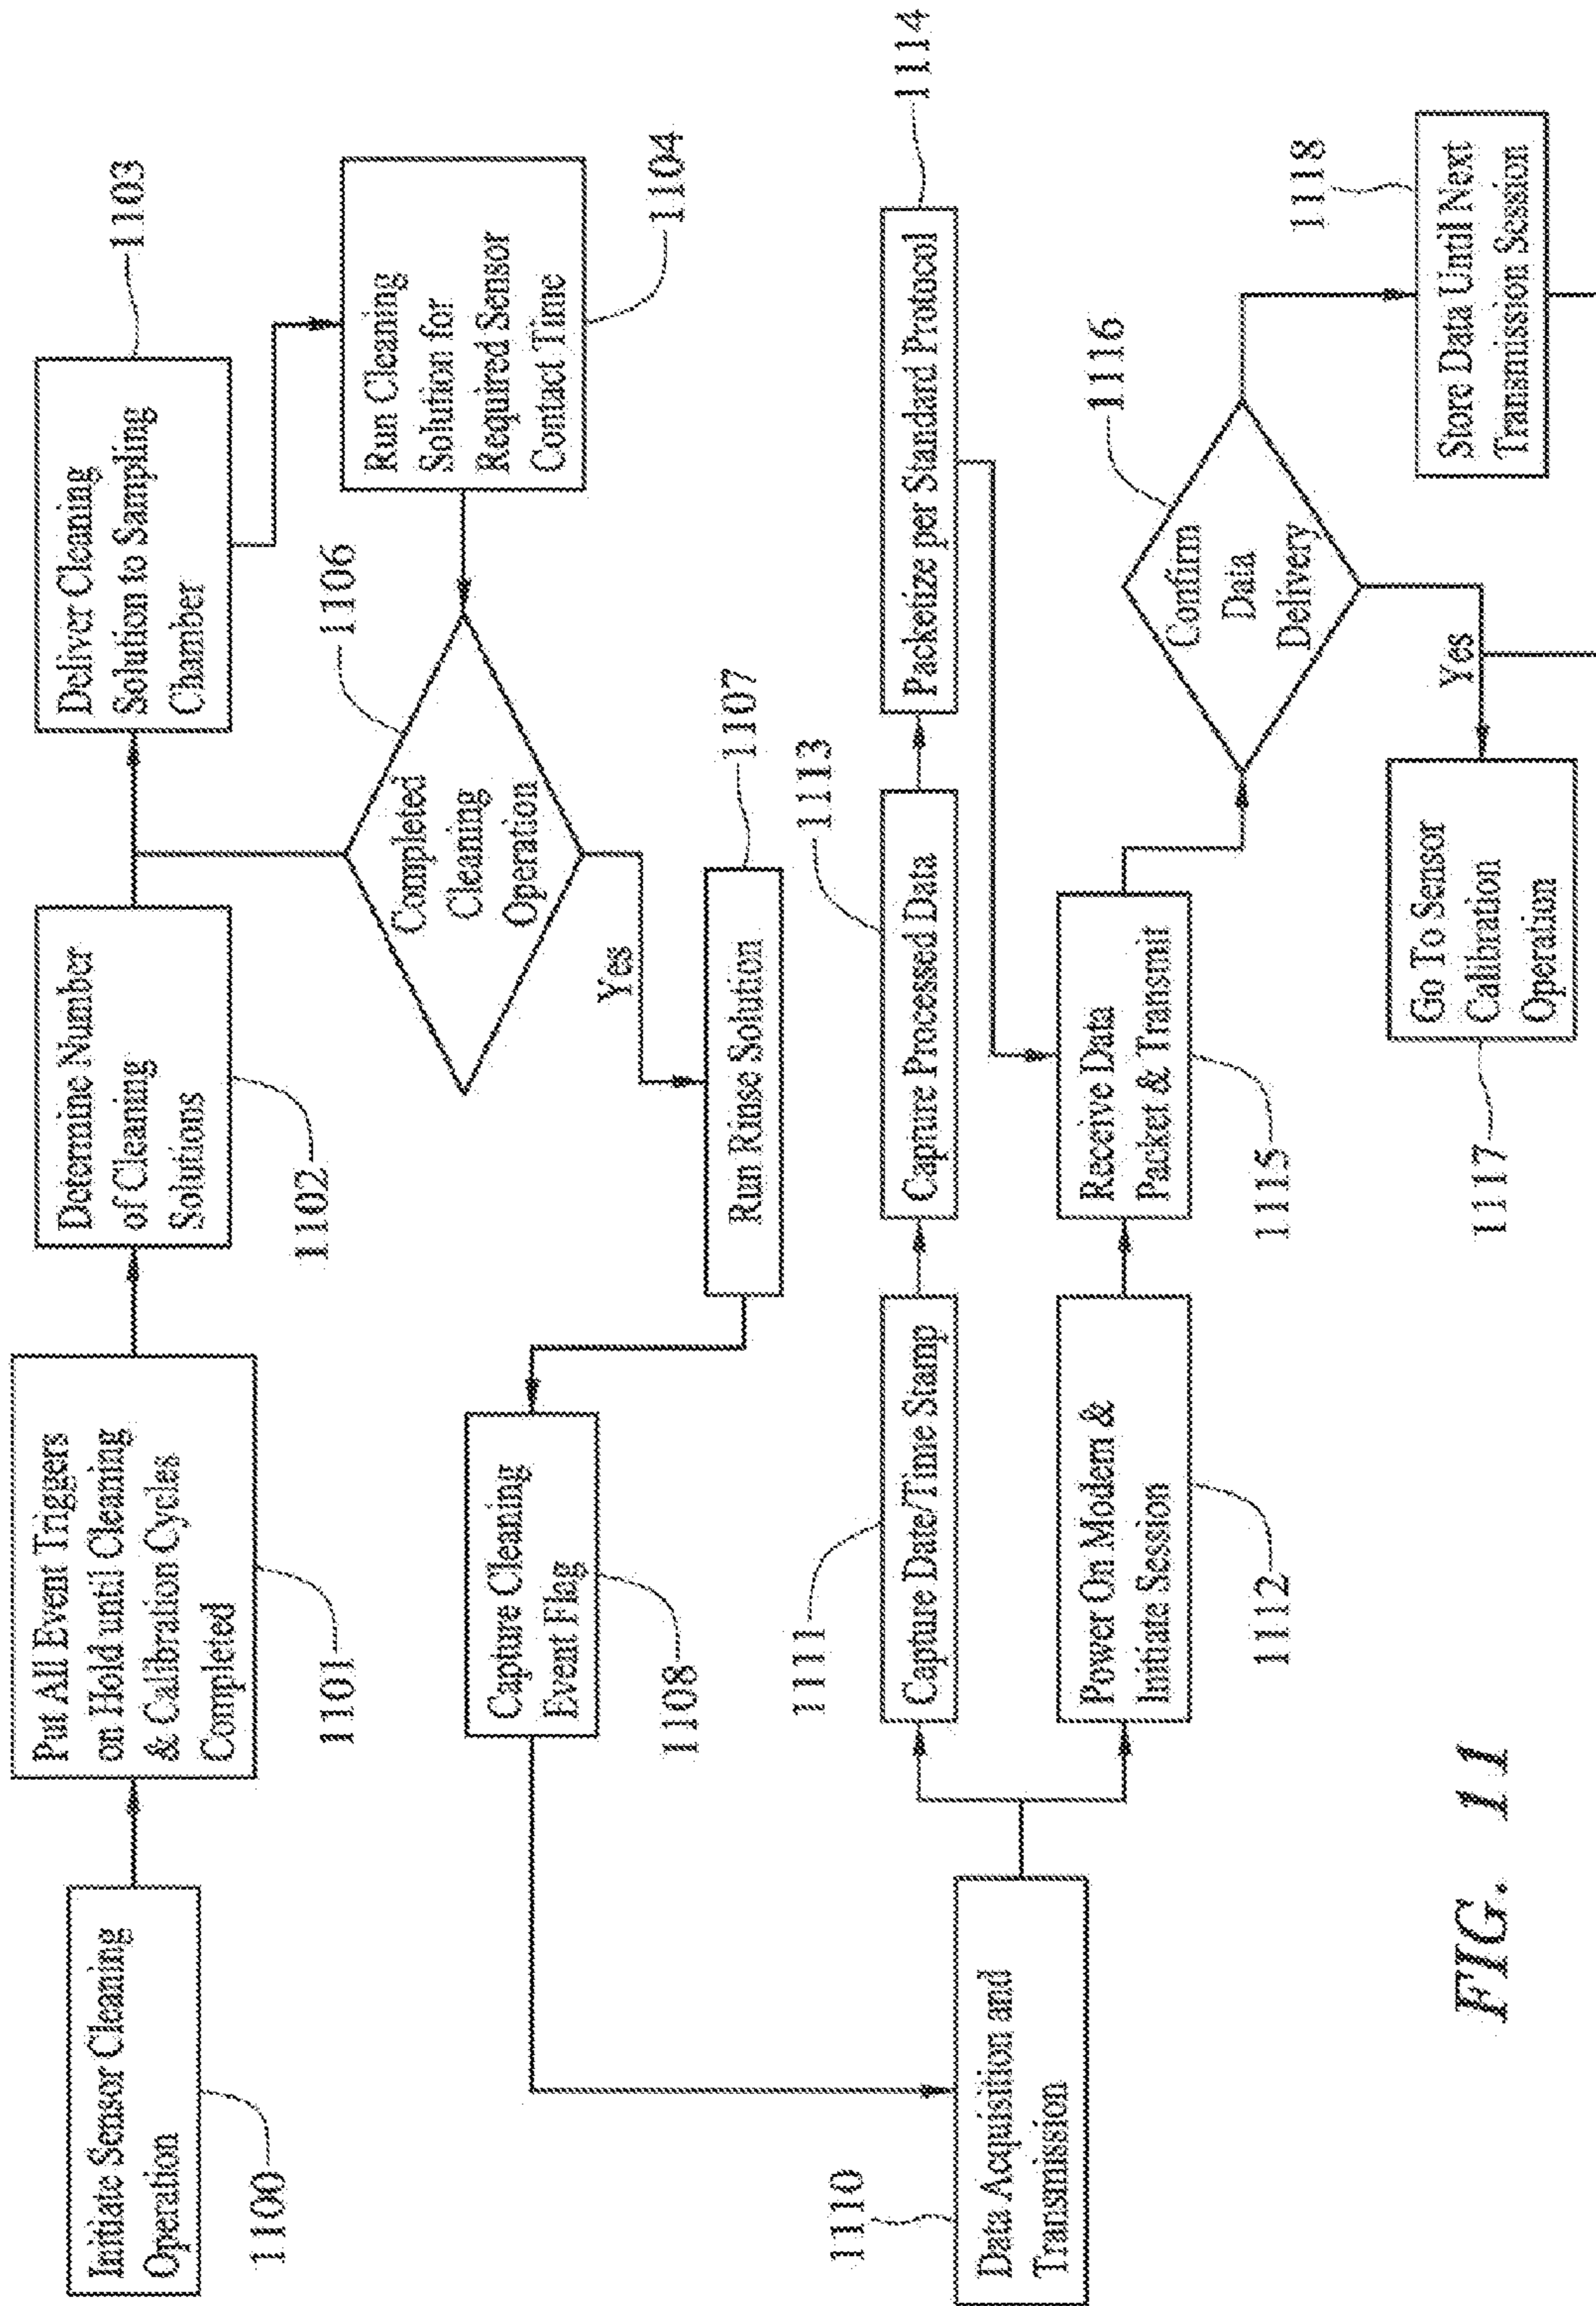 Initiate Sensor Cleaning
Operation
1100
Put All Event Triggers
on Hold until Cleaning
& Calibration Cycles
Completed
1101
Determine Number
of Cleaning
Solutions
1102
Deliver Cleaning
Solution to Sampling
Chamber
1103
Run Cleaning
Solution for
Required Sensor
Contact Time
1104
Completed
Cleaning
Operation
1106
Yes
Run Rinse Solution
1107
Capture Cleaning
Event Flag
1108
Data Acquisition and
Transmission
1110
Capture Date/Time Stamp
1111
Power On Modem &
Initiate Session
1112
Capture Processed Data
1113
Packetize per Standard Protocol
1114
Receive Data
Packet & Transmit
1115
Confirm
Data
Delivery
1116
Yes
Go To Sensor
Calibration
Operation
1117
Store Data Until Next
Transmission Session
1118
FIG. 11